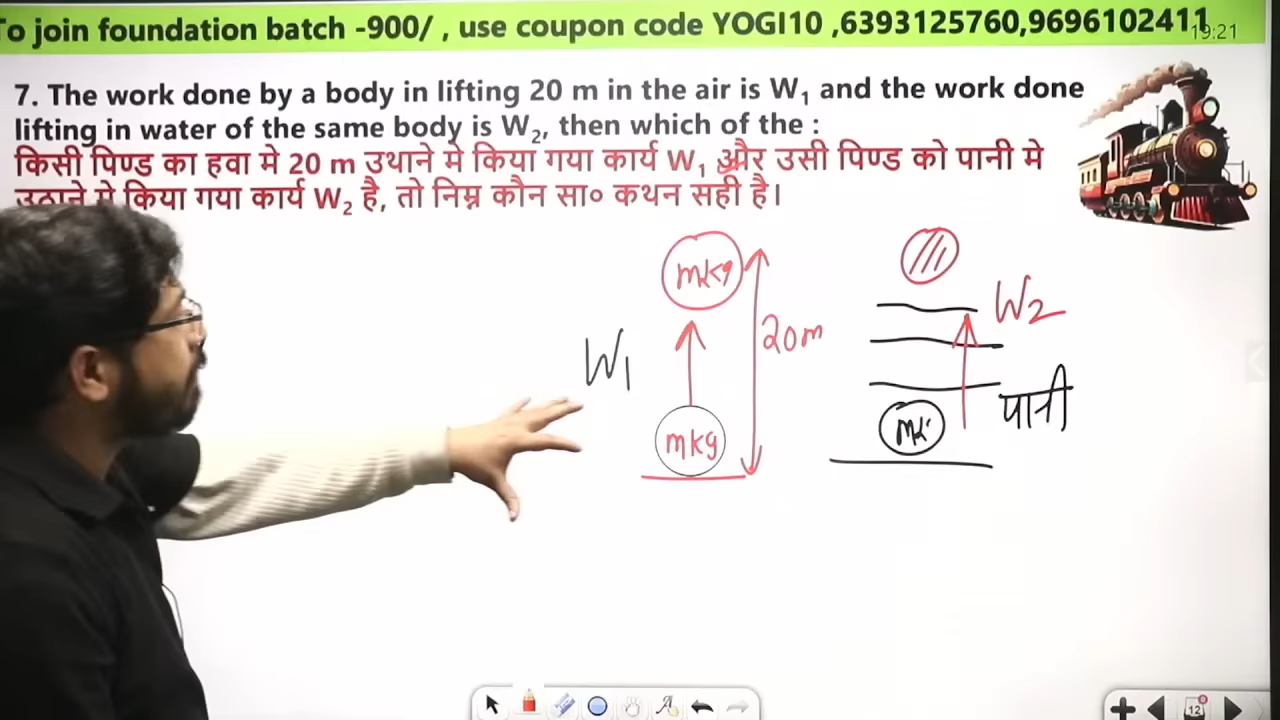 To join foundation batch -900/ , use coupon code YOGI10 ,6393125760,9696102411
19:21
7. The work done by a body in lifting 20 m in the air is W₁ and the work done
lifting in water of the same body is W₂, then which of the :
किसी पिण्ड का हवा मे 20 m उथाने मे किया गया कार्य W₁ और उसी पिण्ड को पानी मे
उठाने मे किया गया कार्य W₂ है, तो निम्न कौन सा० कथन सही है।
mkg
W₂
20m
W₁
पानी
mkg
12